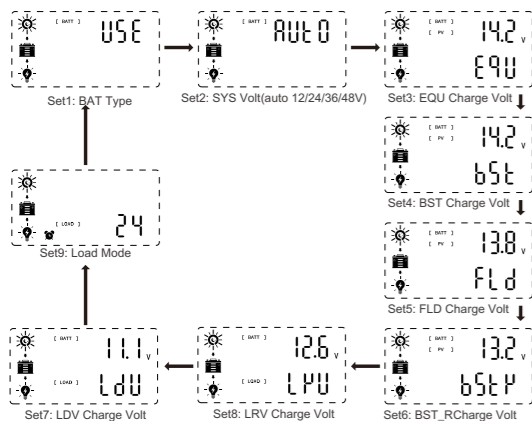 [ BATT ]
USE
Set1: BAT Type
[ BATT ]
AUtO
Set2: SYS Volt(auto 12/24/36/48V)
[ BATT ]
[ PV ]
14.2 V
EQU
Set3: EQU Charge Volt
[ BATT ]
[ PV ]
14.2 V
bSt
Set4: BST Charge Volt
[ BATT ]
[ PV ]
13.8 V
FLd
Set5: FLD Charge Volt
[ BATT ]
[ PV ]
13.2 V
bStr
Set6: BST_RCharge Volt
[ BATT ]
12.6 V
[ LOAD ]
LrU
Set8: LRV Charge Volt
[ BATT ]
11.1 V
[ LOAD ]
LdU
Set7: LDV Charge Volt
[ LOAD ]
24
Set9: Load Mode